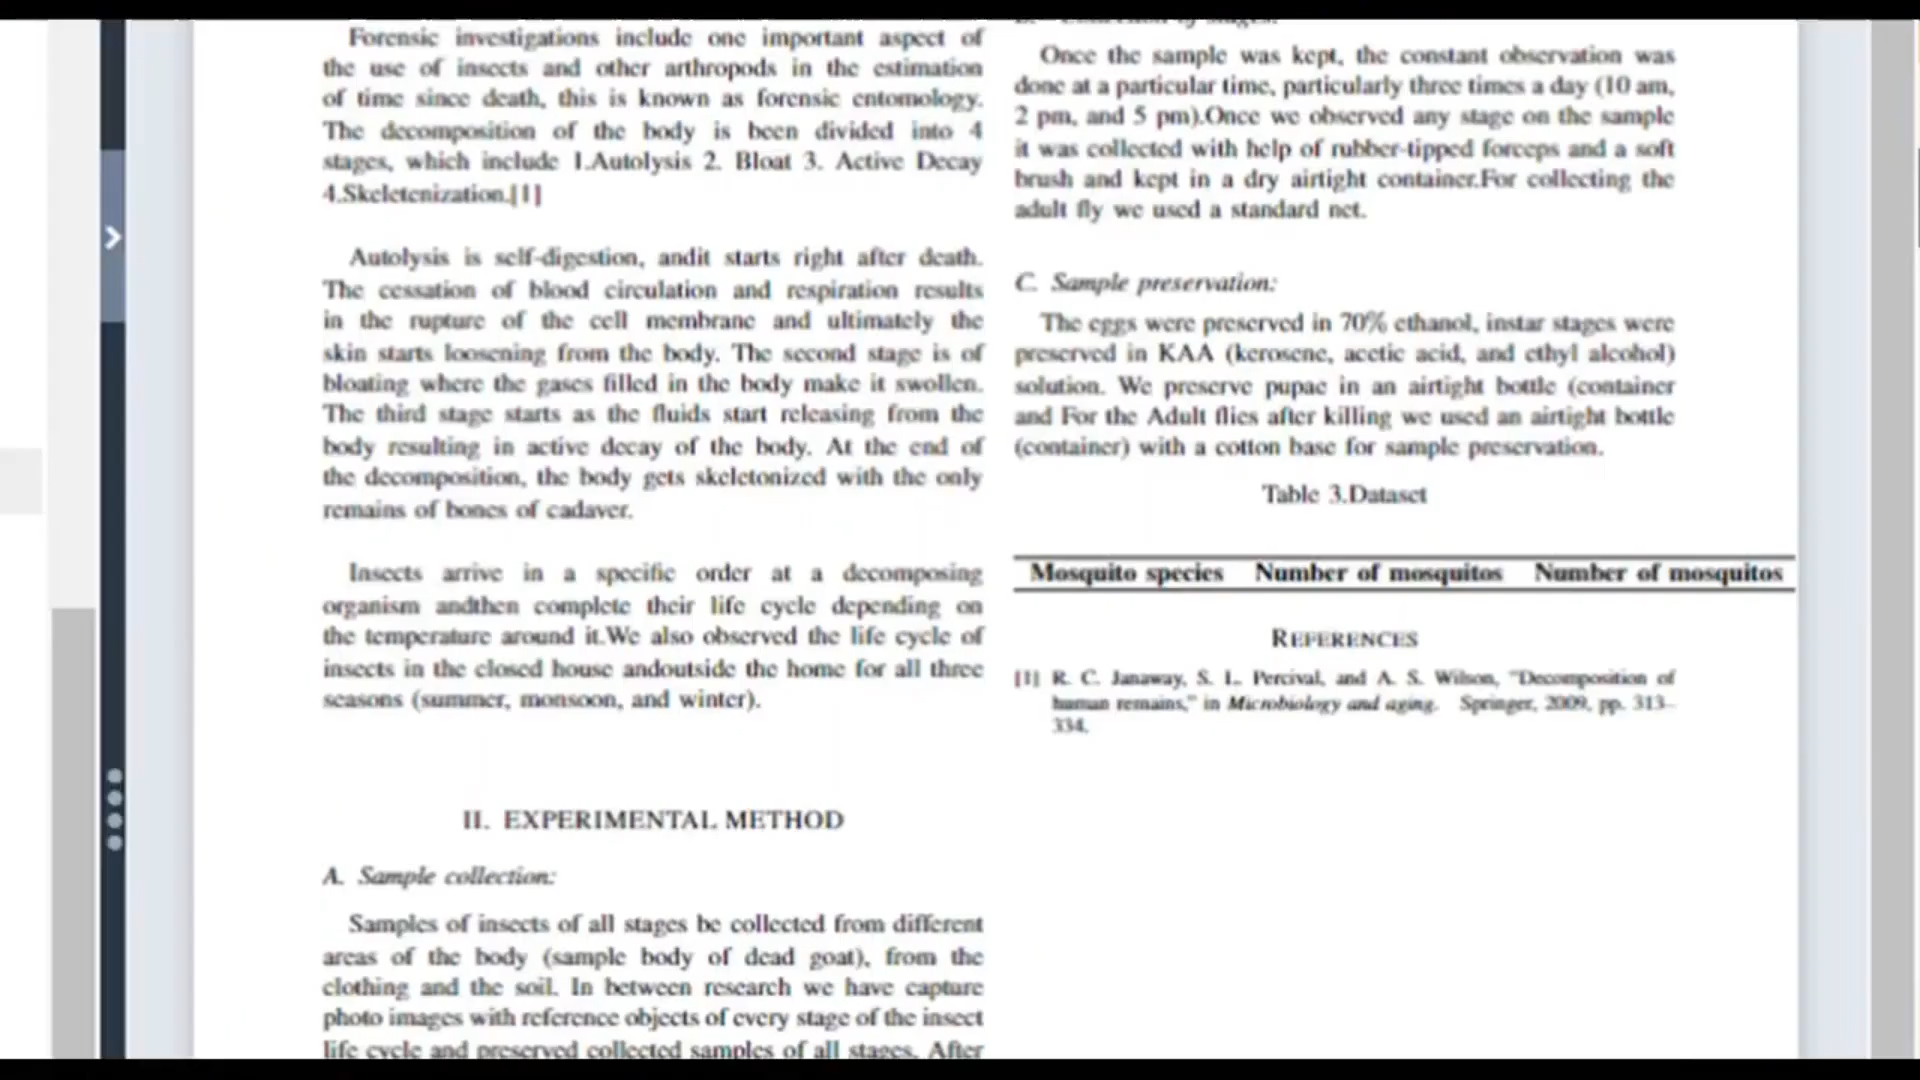 Forensic investigations include one important aspect of
the use of insects and other arthropods in the estimation
of time since death, this is known as forensic entomology.
The decomposition of the body is been divided into 4
stages, which include 1.Autolysis 2. Bloat 3. Active Decay
4.Skeletenization.[1]
Autolysis is self-digestion, andit starts right after death.
The cessation of blood circulation and respiration results
in the rupture of the cell membrane and ultimately the
skin starts loosening from the body. The second stage is of
bloating where the gases filled in the body make it swollen.
The third stage starts as the fluids start releasing from the
body resulting in active decay of the body. At the end of
the decomposition, the body gets skeletonized with the only
remains of bones of cadaver.
Insects arrive in a specific order at a decomposing
organism andthen complete their life cycle depending on
the temperature around it.We also observed the life cycle of
insects in the closed house andoutside the home for all three
seasons (summer, monsoon, and winter).
II. EXPERIMENTAL METHOD
A. Sample collection:
Samples of insects of all stages be collected from different
areas of the body (sample body of dead goat), from the
clothing and the soil. In between research we have capture
photo images with reference objects of every stage of the insect
life cycle and preserved collected samples of all stages. After
Once the sample was kept, the constant observation was
done at a particular time, particularly three times a day (10 am,
2 pm, and 5 pm).Once we observed any stage on the sample
it was collected with help of rubber-tipped forceps and a soft
brush and kept in a dry airtight container.For collecting the
adult fly we used a standard net.
C. Sample preservation:
The eggs were preserved in 70% ethanol, instar stages were
preserved in KAA (kerosene, acetic acid, and ethyl alcohol)
solution. We preserve pupae in an airtight bottle (container
and For the Adult flies after killing we used an airtight bottle
(container) with a cotton base for sample preservation.
Table 3.Dataset
Mosquito species Number of mosquitos Number of mosquitos
REFERENCES
[1] R. C. Janaway, S. L. Percival, and A. S. Wilson, "Decomposition of
human remains," in Microbiology and aging. Springer, 2009, pp. 313–
334.